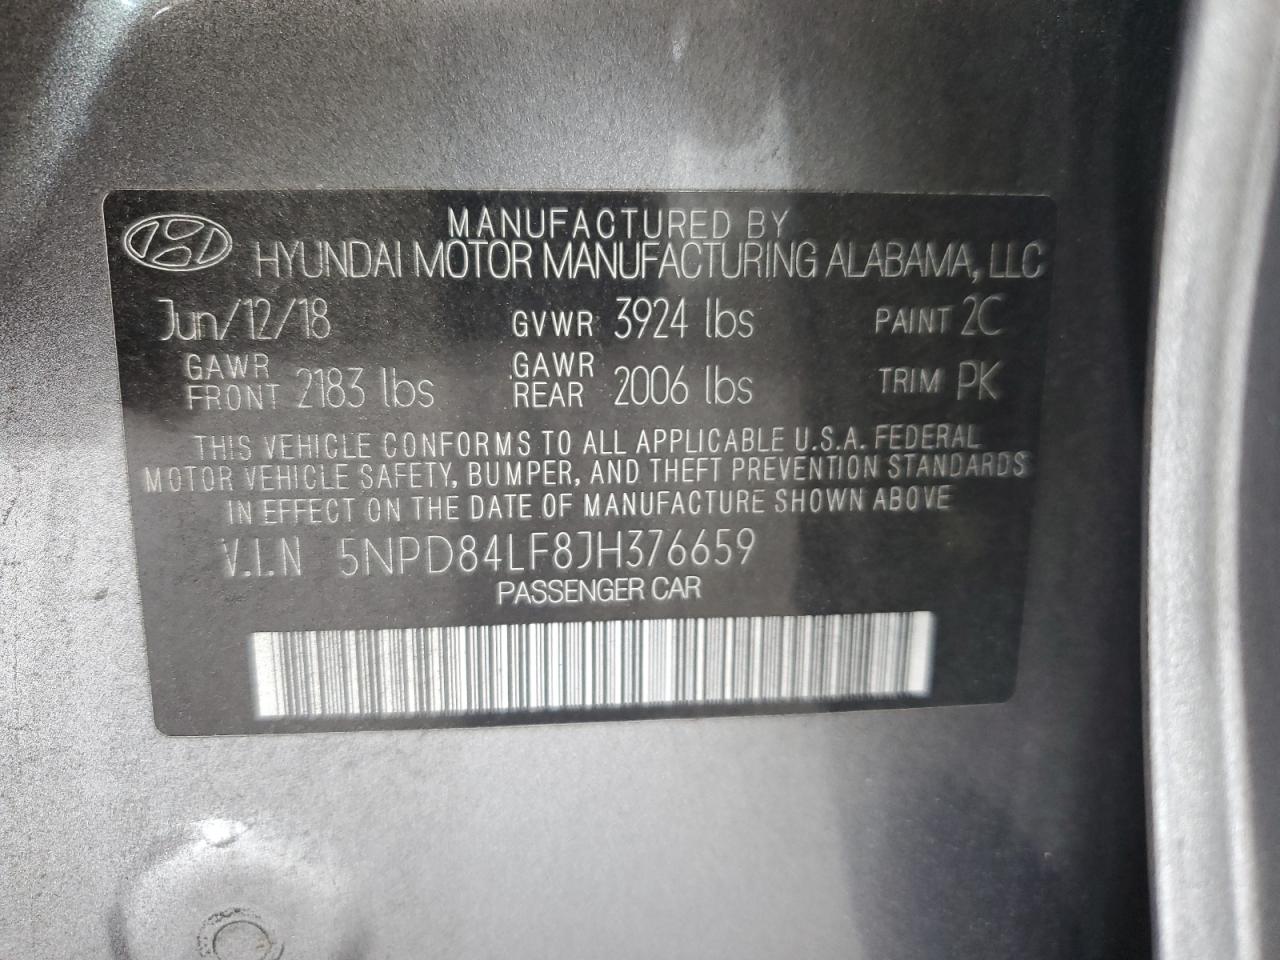 MANUFACTURED BY
HYUNDAI MOTOR MANUFACTURING ALABAMA, LLC
Jun/12/18 GVWR 3924 lbs PAINT 2C
GAWR FRONT 2183 lbs GAWR REAR 2006 lbs TRIM PK
THIS VEHICLE CONFORMS TO ALL APPLICABLE U.S.A. FEDERAL
MOTOR VEHICLE SAFETY, BUMPER, AND THEFT PREVENTION STANDARDS
IN EFFECT ON THE DATE OF MANUFACTURE SHOWN ABOVE
V.I.N 5NPD84LF8JH376659
PASSENGER CAR